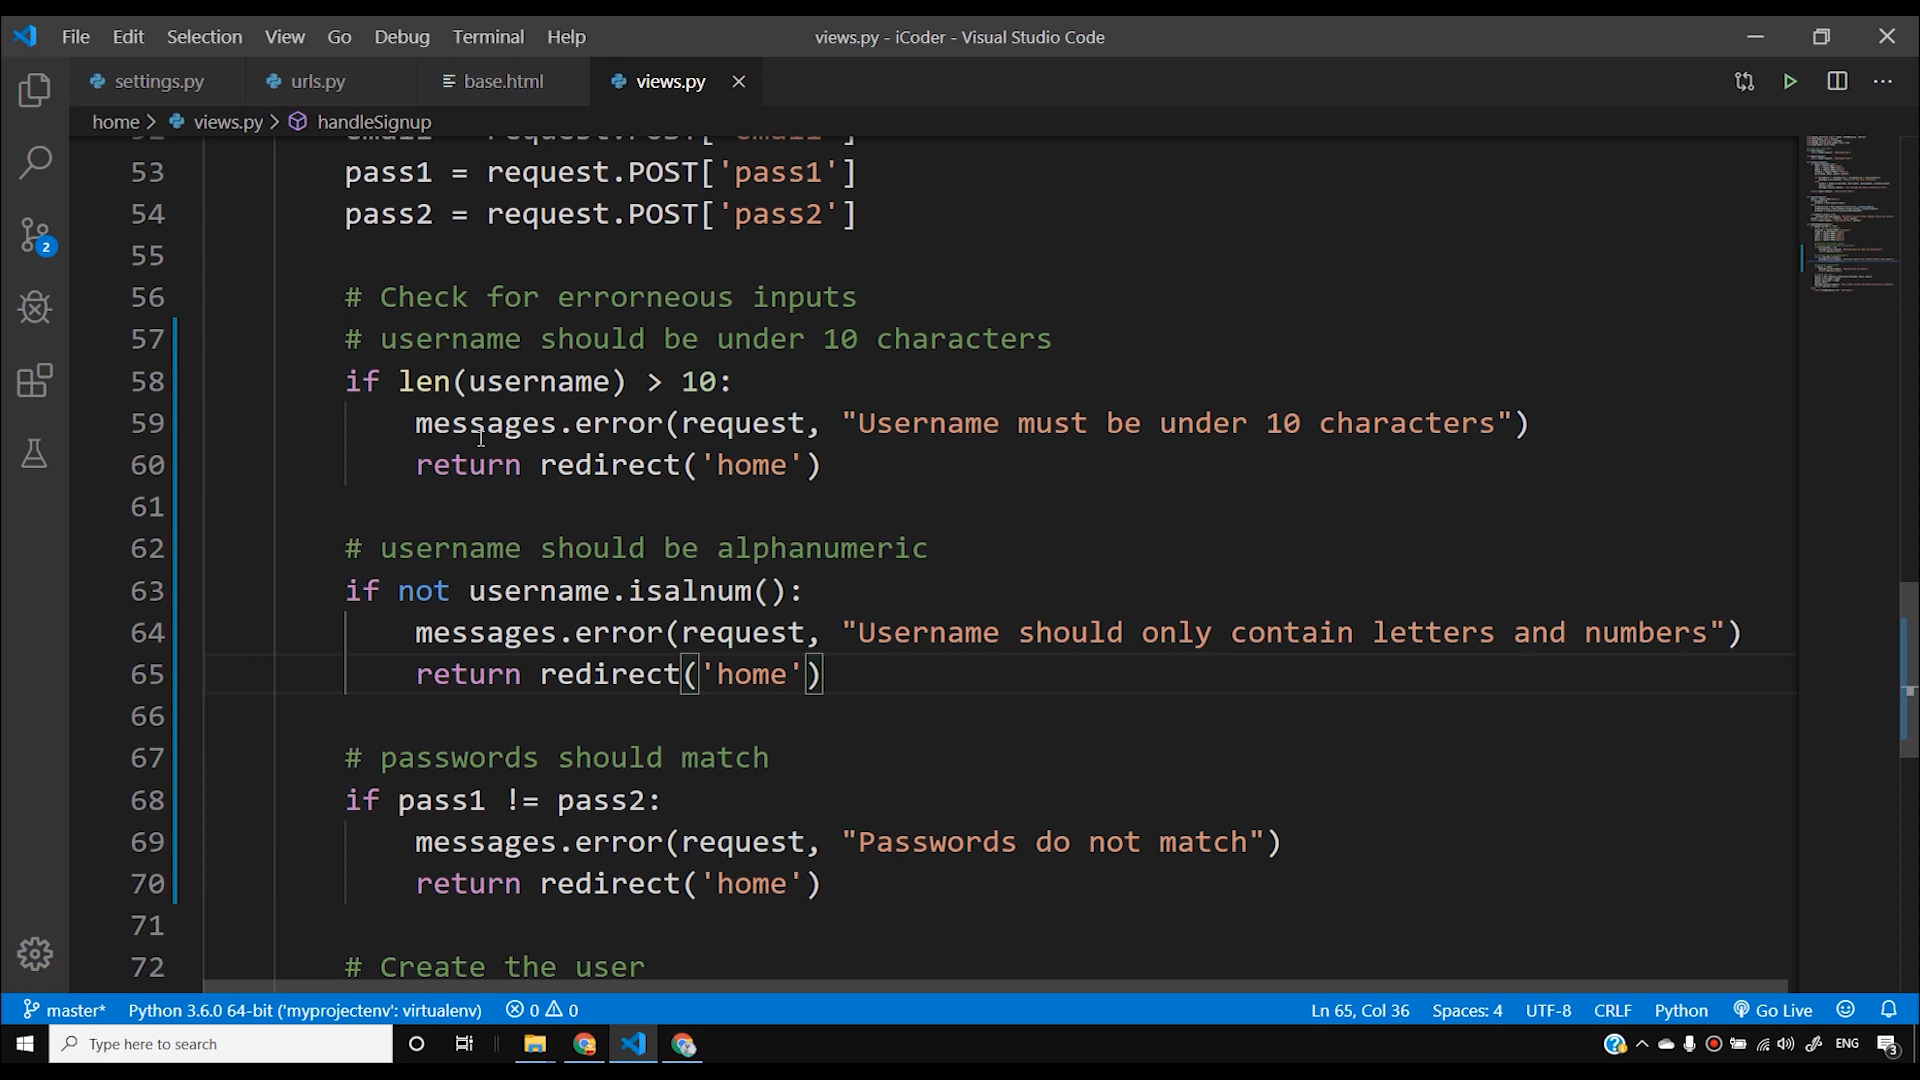 File Edit Selection View Go Debug Terminal Help
views.py - iCoder - Visual Studio Code
settings.py urls.py base.html views.py
home > views.py > handleSignup
53 pass1 = request.POST['pass1']
54 pass2 = request.POST['pass2']
55
56 # Check for errorneous inputs
57 # username should be under 10 characters
58 if len(username) > 10:
59 messages.error(request, "Username must be under 10 characters")
60 return redirect('home')
61
62 # username should be alphanumeric
63 if not username.isalnum():
64 messages.error(request, "Username should only contain letters and numbers")
65 return redirect('home')
66
67 # passwords should match
68 if pass1 != pass2:
69 messages.error(request, "Passwords do not match")
70 return redirect('home')
71
72 # Create the user
2
master* Python 3.6.0 64-bit ('myprojectenv': virtualenv) 0 0 Ln 65, Col 36 Spaces: 4 UTF-8 CRLF Python Go Live
Type here to search
ENG
3